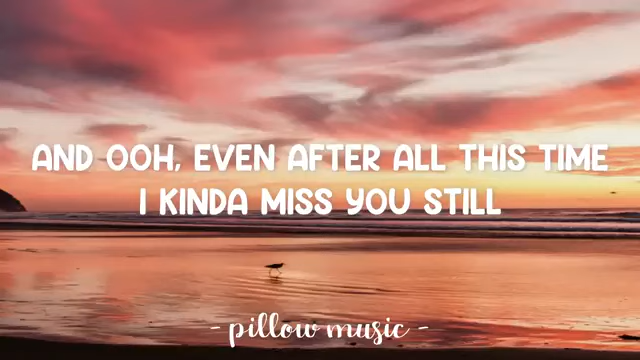 AND OOH, EVEN AFTER ALL THIS TIME
I KINDA MISS YOU STILL
- pillow music -